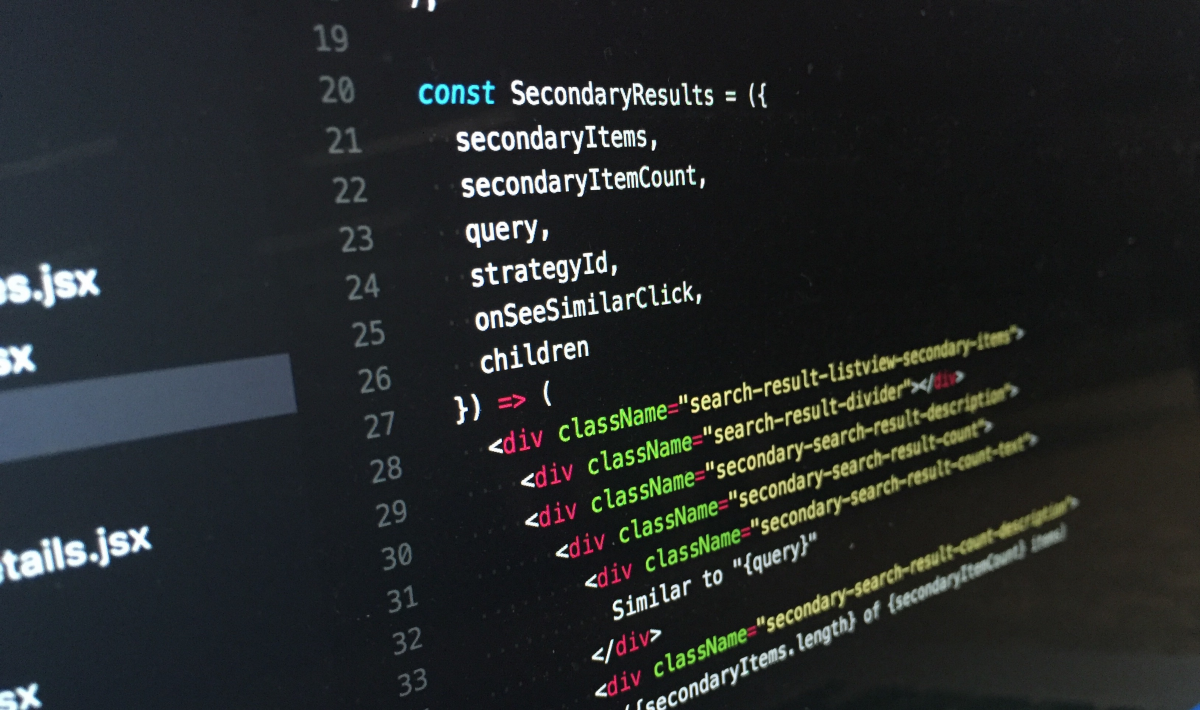 19
20 const SecondaryResults = ({
21 secondaryItems,
22 secondaryItemCount,
23 query,
24 strategyId,
25 onSeeSimilarClick,
26 children
27 }) => (
28 <div className="search-result-listview-secondary-items">
29 <div className="search-result-divider"></div>
30 <div className="secondary-search-result-description">
31 <div className="secondary-search-result-count">
32 <div className="secondary-search-result-count-text">
33 Similar to "{query}"
</div>
<div className="secondary-search-result-count-description">
({secondaryItems.length} of {secondaryItemCount} items)
.jsx
sx
tails.jsx
sx